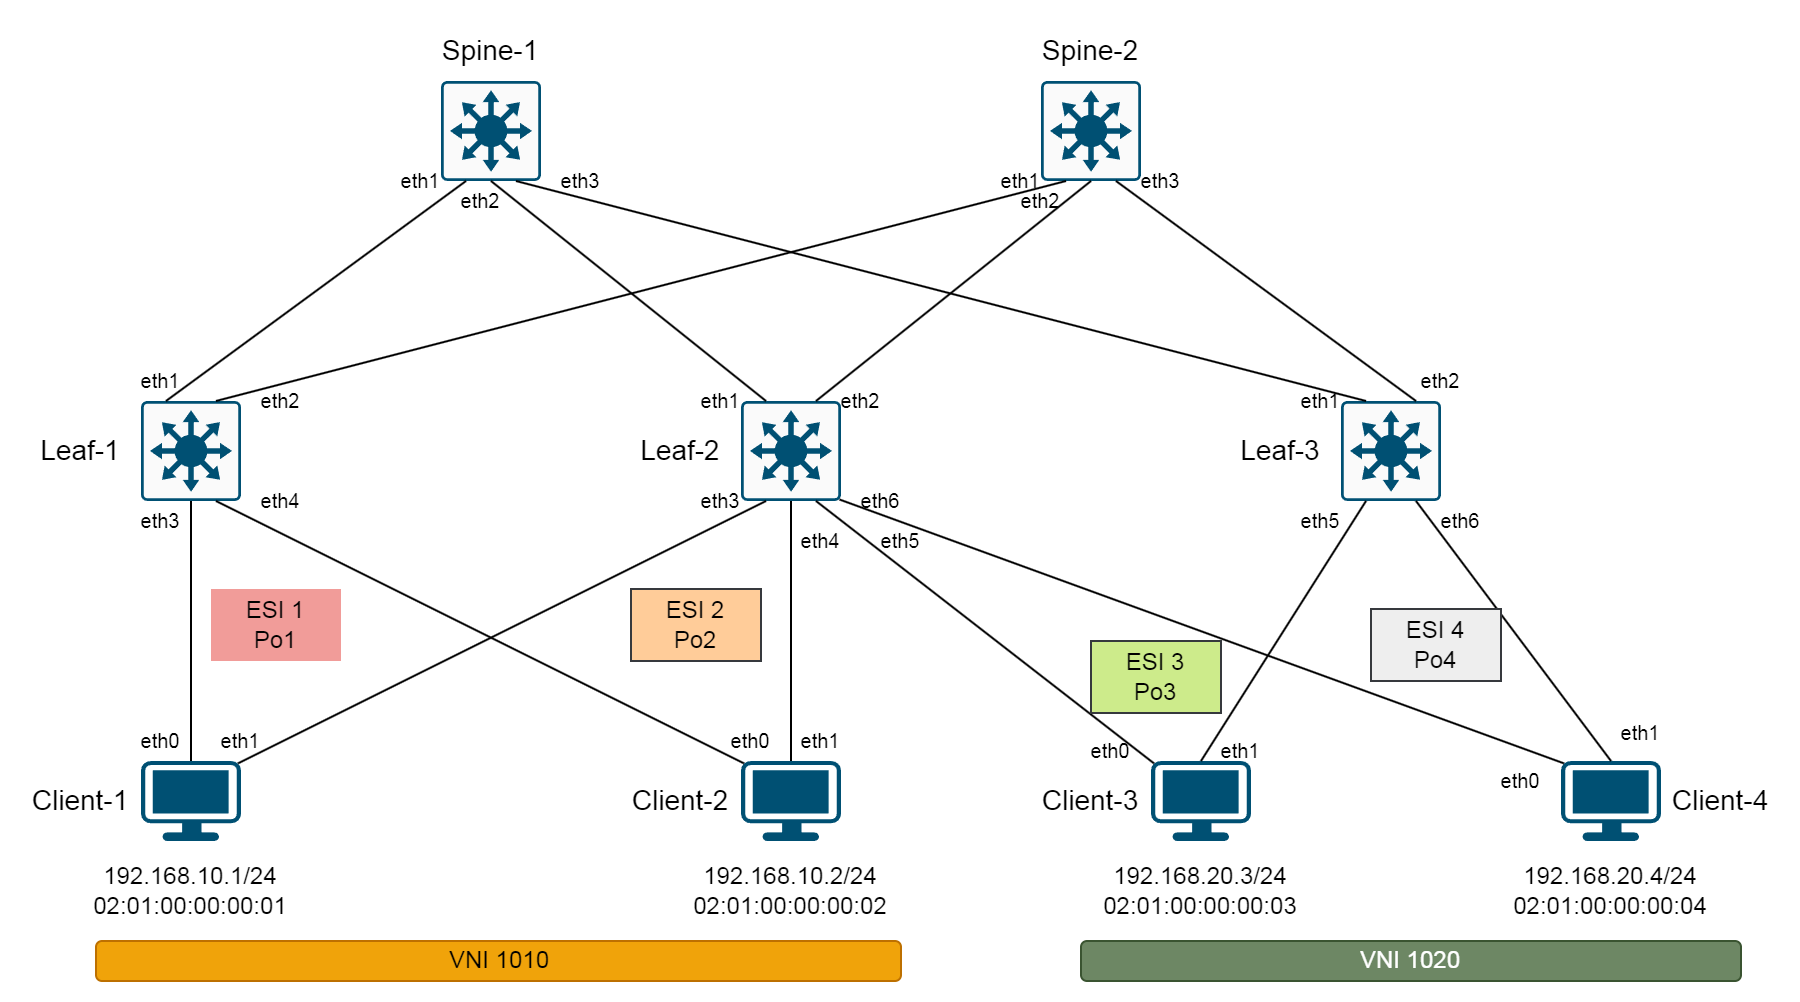 Spine-1
Spine-2
eth1
eth3
eth2
eth1
eth3
eth2
eth1
eth2
eth1
eth2
eth1
eth2
Leaf-1
Leaf-2
Leaf-3
eth3
eth4
eth3
eth6
eth4
eth5
eth5
eth6
ESI 1
Po1
ESI 2
Po2
ESI 3
Po3
ESI 4
Po4
eth0
eth1
eth0
eth1
eth0
eth1
eth0
eth1
Client-1
Client-2
Client-3
Client-4
192.168.10.1/24
02:01:00:00:00:01
192.168.10.2/24
02:01:00:00:00:02
192.168.20.3/24
02:01:00:00:00:03
192.168.20.4/24
02:01:00:00:00:04
VNI 1010
VNI 1020